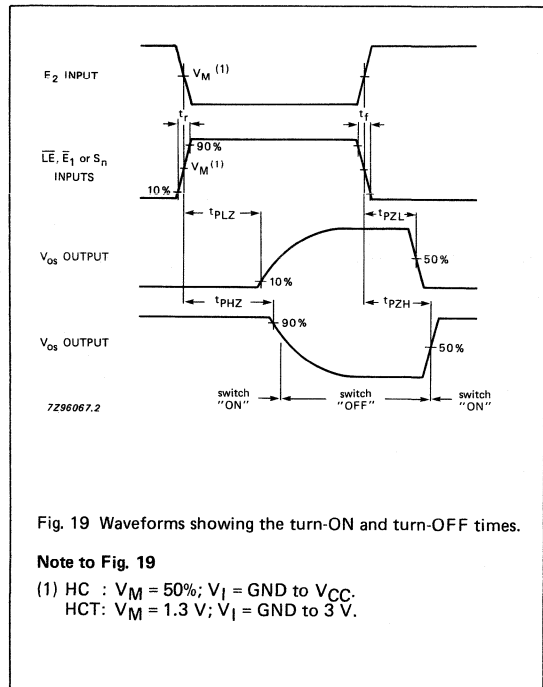 E2 INPUT
VM (1)
tr
tf
LE, E1 or Sn
INPUTS
90%
VM(1)
10%
tPLZ
tPZL
Vos OUTPUT
50%
10%
tPHZ
tPZH
Vos OUTPUT
90%
50%
switch "ON"
switch "OFF"
switch "ON"
7Z96067.2
Fig. 19 Waveforms showing the turn-ON and turn-OFF times.
Note to Fig. 19
(1) HC : VM = 50%; VI = GND to VCC.
HCT: VM = 1.3 V; VI = GND to 3 V.